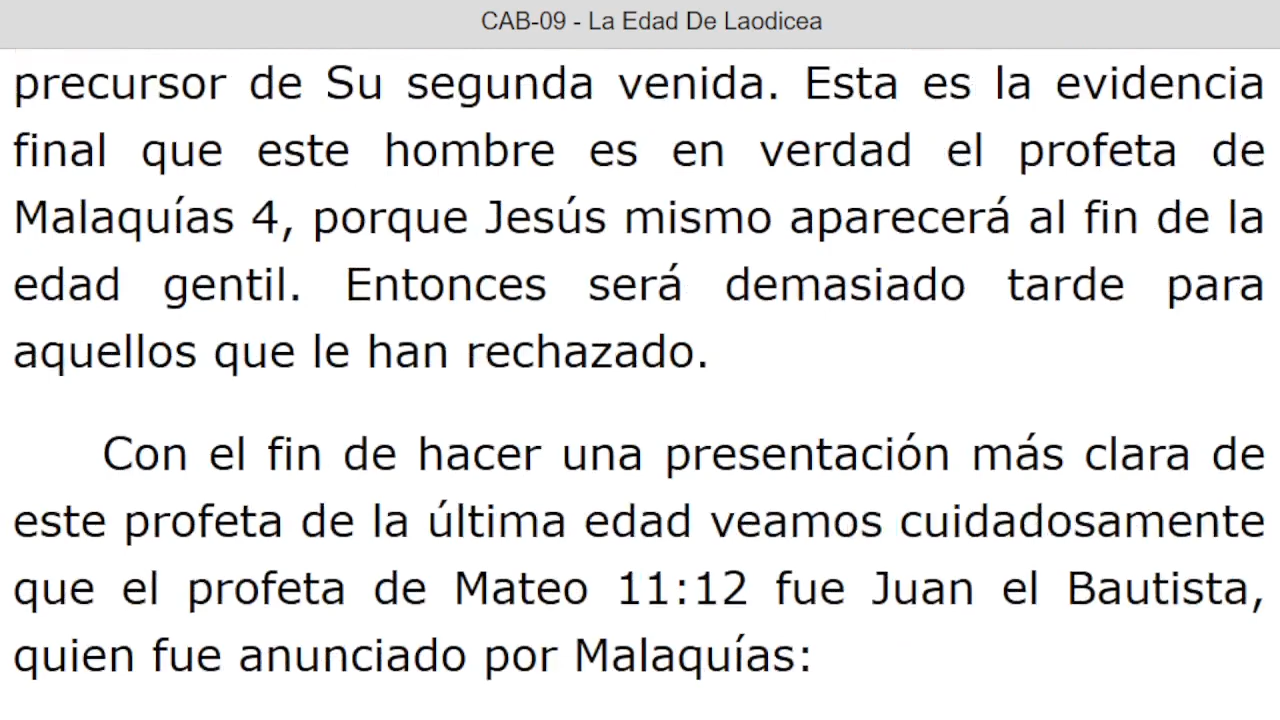 CAB-09 - La Edad De Laodicea
precursor de Su segunda venida. Esta es la evidencia
final que este hombre es en verdad el profeta de
Malaquías 4, porque Jesús mismo aparecerá al fin de la
edad gentil. Entonces será demasiado tarde para
aquellos que le han rechazado.
Con el fin de hacer una presentación más clara de
este profeta de la última edad veamos cuidadosamente
que el profeta de Mateo 11:12 fue Juan el Bautista,
quien fue anunciado por Malaquías: